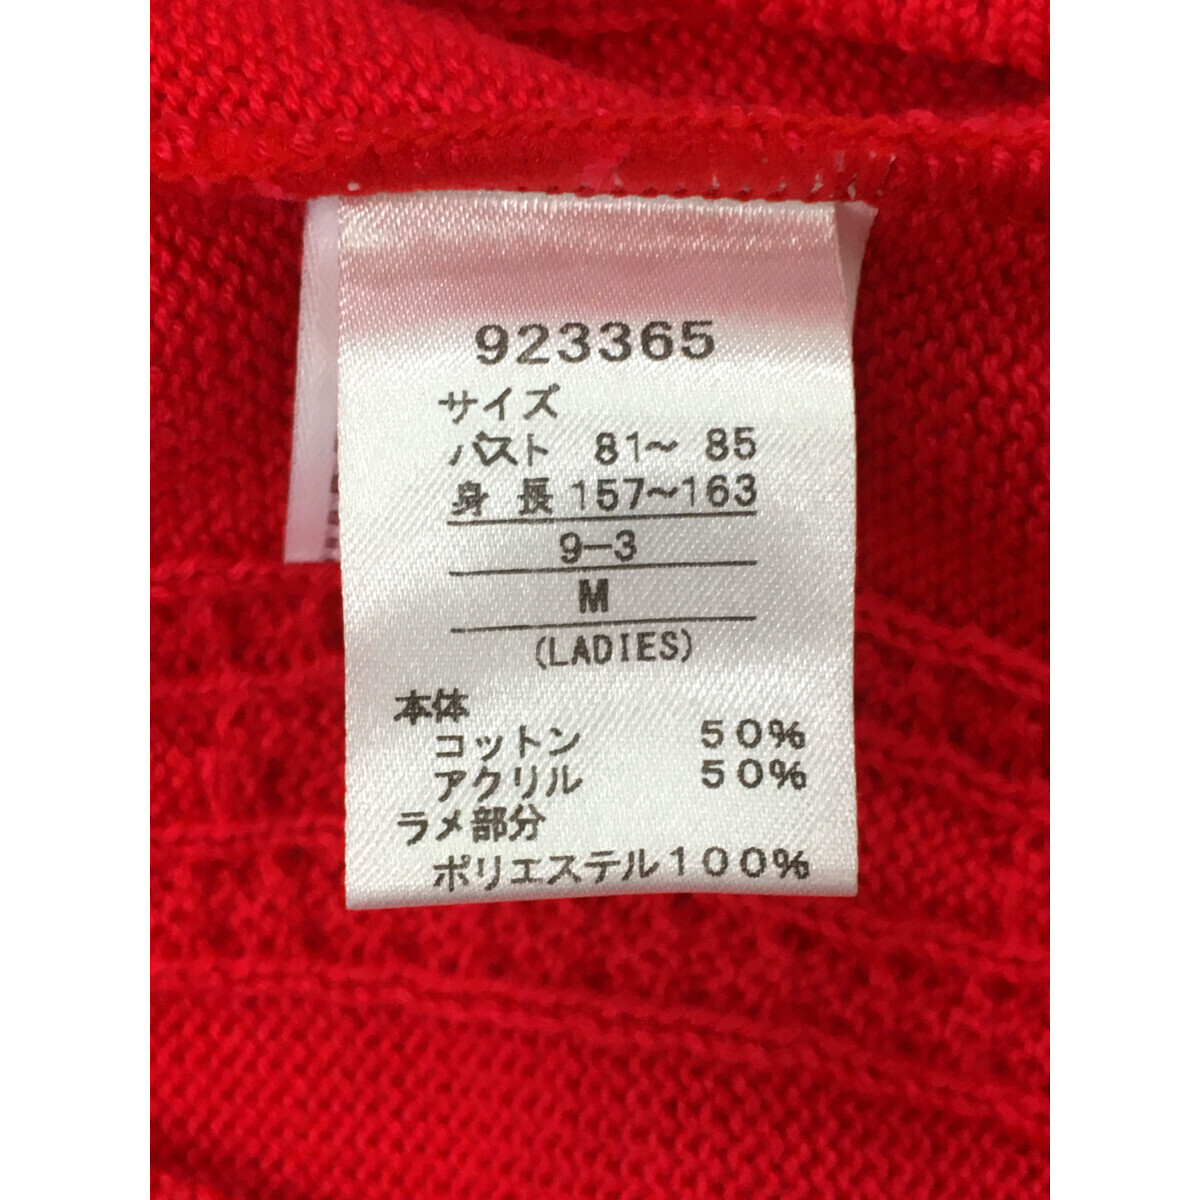 923365
サイズ
バスト 81～ 85
身 長 157～163
9－3
M
(LADIES)
本体
コットン 50%
アクリル 50%
ラメ部分
ポリエステル100%